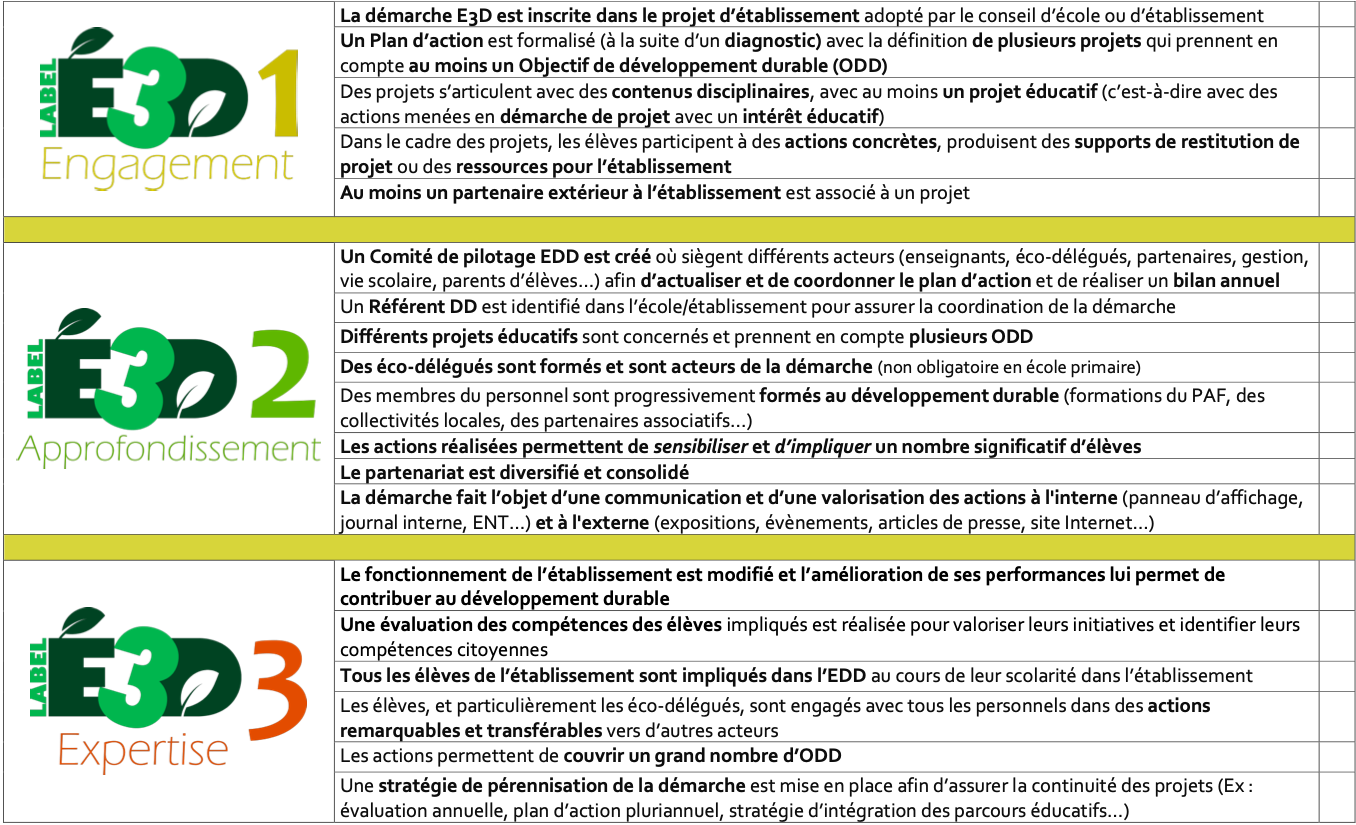 LABEL É3D 1
Engagement
La démarche E3D est inscrite dans le projet d’établissement adopté par le conseil d’école ou d’établissement
Un Plan d’action est formalisé (à la suite d’un diagnostic) avec la définition de plusieurs projets qui prennent en
compte au moins un Objectif de développement durable (ODD)
Des projets s’articulent avec des contenus disciplinaires, avec au moins un projet éducatif (c’est-à-dire avec des
actions menées en démarche de projet avec un intérêt éducatif)
Dans le cadre des projets, les élèves participent à des actions concrètes, produisent des supports de restitution de
projet ou des ressources pour l’établissement
Au moins un partenaire extérieur à l’établissement est associé à un projet
LABEL É3D 2
Approfondissement
Un Comité de pilotage EDD est créé où siègent différents acteurs (enseignants, éco-délégués, partenaires, gestion,
vie scolaire, parents d’élèves...) afin d’actualiser et de coordonner le plan d’action et de réaliser un bilan annuel
Un Référent DD est identifié dans l’école/établissement pour assurer la coordination de la démarche
Différents projets éducatifs sont concernés et prennent en compte plusieurs ODD
Des éco-délégués sont formés et sont acteurs de la démarche (non obligatoire en école primaire)
Des membres du personnel sont progressivement formés au développement durable (formations du PAF, des
collectivités locales, des partenaires associatifs...)
Les actions réalisées permettent de sensibiliser et d’impliquer un nombre significatif d’élèves
Le partenariat est diversifié et consolidé
La démarche fait l’objet d’une communication et d’une valorisation des actions à l'interne (panneau d’affichage,
journal interne, ENT...) et à l'externe (expositions, évènements, articles de presse, site Internet...)
LABEL É3D 3
Expertise
Le fonctionnement de l’établissement est modifié et l’amélioration de ses performances lui permet de
contribuer au développement durable
Une évaluation des compétences des élèves impliqués est réalisée pour valoriser leurs initiatives et identifier leurs
compétences citoyennes
Tous les élèves de l’établissement sont impliqués dans l’EDD au cours de leur scolarité dans l’établissement
Les élèves, et particulièrement les éco-délégués, sont engagés avec tous les personnels dans des actions
remarquables et transférables vers d’autres acteurs
Les actions permettent de couvrir un grand nombre d’ODD
Une stratégie de pérennisation de la démarche est mise en place afin d’assurer la continuité des projets (Ex :
évaluation annuelle, plan d’action pluriannuel, stratégie d’intégration des parcours éducatifs...)